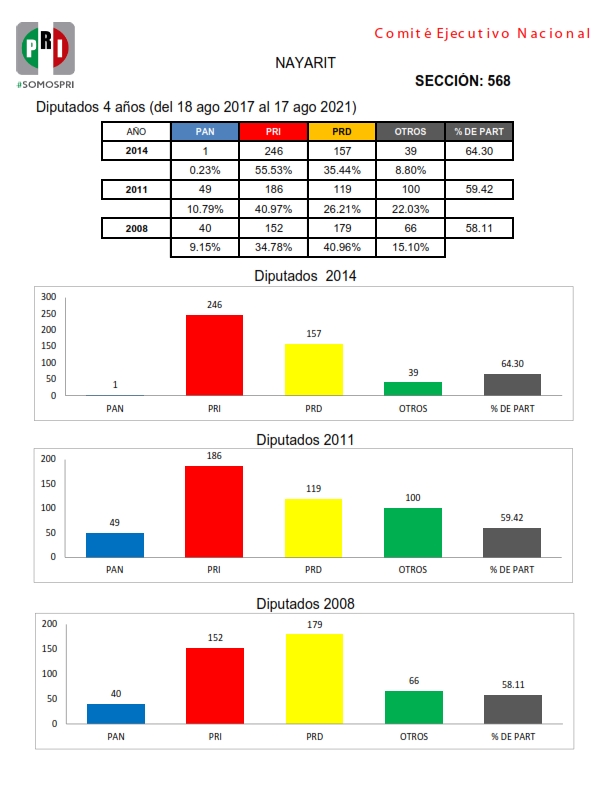 Comité Ejecutivo Nacional
PRI
#SOMOSPRI
NAYARIT
SECCIÓN: 568
Diputados 4 años (del 18 ago 2017 al 17 ago 2021)
AÑO PAN PRI PRD OTROS % DE PART
2014 1 246 157 39 64.30
0.23% 55.53% 35.44% 8.80%
2011 49 186 119 100 59.42
10.79% 40.97% 26.21% 22.03%
2008 40 152 179 66 58.11
9.15% 34.78% 40.96% 15.10%
Diputados 2014
300
250
200
150
100
50
0
1 246 157 39 64.30
PAN PRI PRD OTROS % DE PART
Diputados 2011
200
150
100
50
0
49 186 119 100 59.42
PAN PRI PRD OTROS % DE PART
Diputados 2008
200
150
100
50
0
40 152 179 66 58.11
PAN PRI PRD OTROS % DE PART